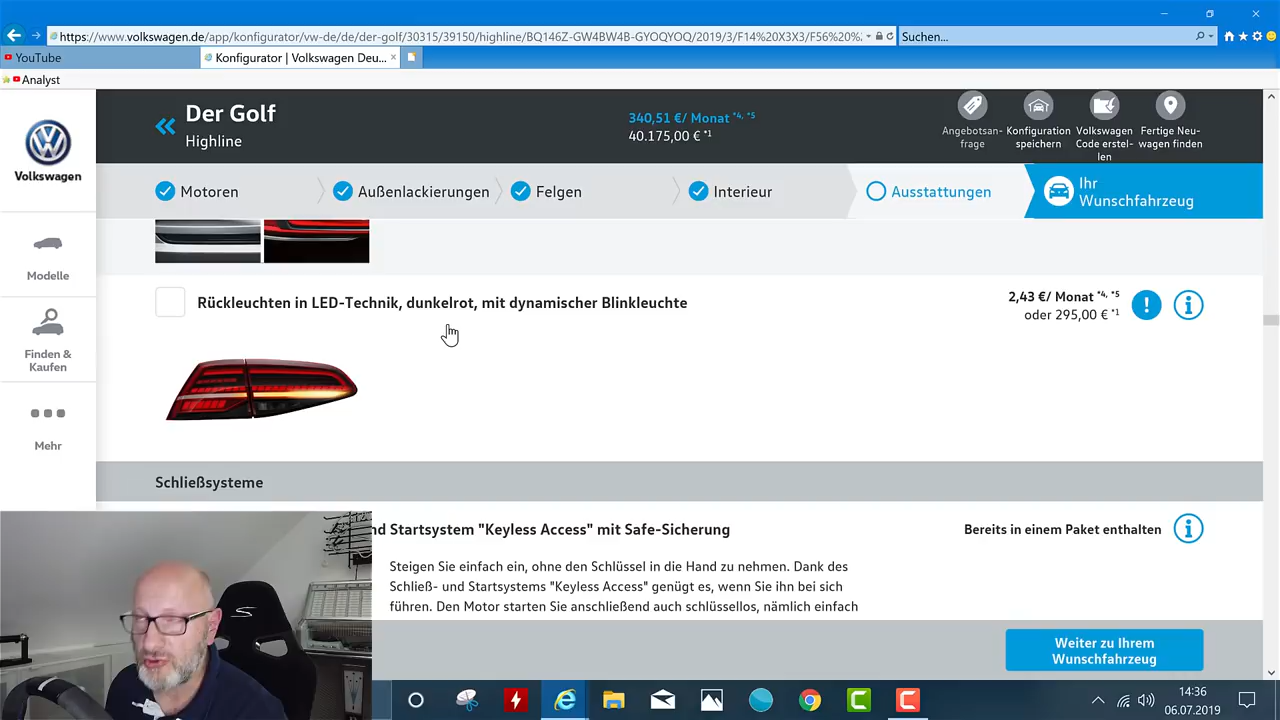 https://www.volkswagen.de/app/konfigurator/vw-de/de/der-golf/30315/39150/highline/BQ146Z-GW4BW4B-GYOQYOQ/2019/3/F14%20X3X3/F56%20%
Suchen...
YouTube
Konfigurator | Volkswagen Deu...
Analyst
Volkswagen
Der Golf
Highline
340,51 €/ Monat *4, *5
40.175,00 € *1
Angebotsan-
frage
Konfiguration
speichern
Volkswagen
Code erstel-
len
Fertige Neu-
wagen finden
Motoren
Außenlackierungen
Felgen
Interieur
Ausstattungen
Ihr
Wunschfahrzeug
Modelle
Finden &
Kaufen
Mehr
Rückleuchten in LED-Technik, dunkelrot, mit dynamischer Blinkleuchte
2,43 €/ Monat *4, *5
oder 295,00 € *1
Schließsysteme
nd Startsystem "Keyless Access" mit Safe-Sicherung
Bereits in einem Paket enthalten
Steigen Sie einfach ein, ohne den Schlüssel in die Hand zu nehmen. Dank des
Schließ- und Startsystems "Keyless Access" genügt es, wenn Sie ihn bei sich
führen. Den Motor starten Sie anschließend auch schlüssellos, nämlich einfach
Weiter zu Ihrem
Wunschfahrzeug
14:36
06.07.2019